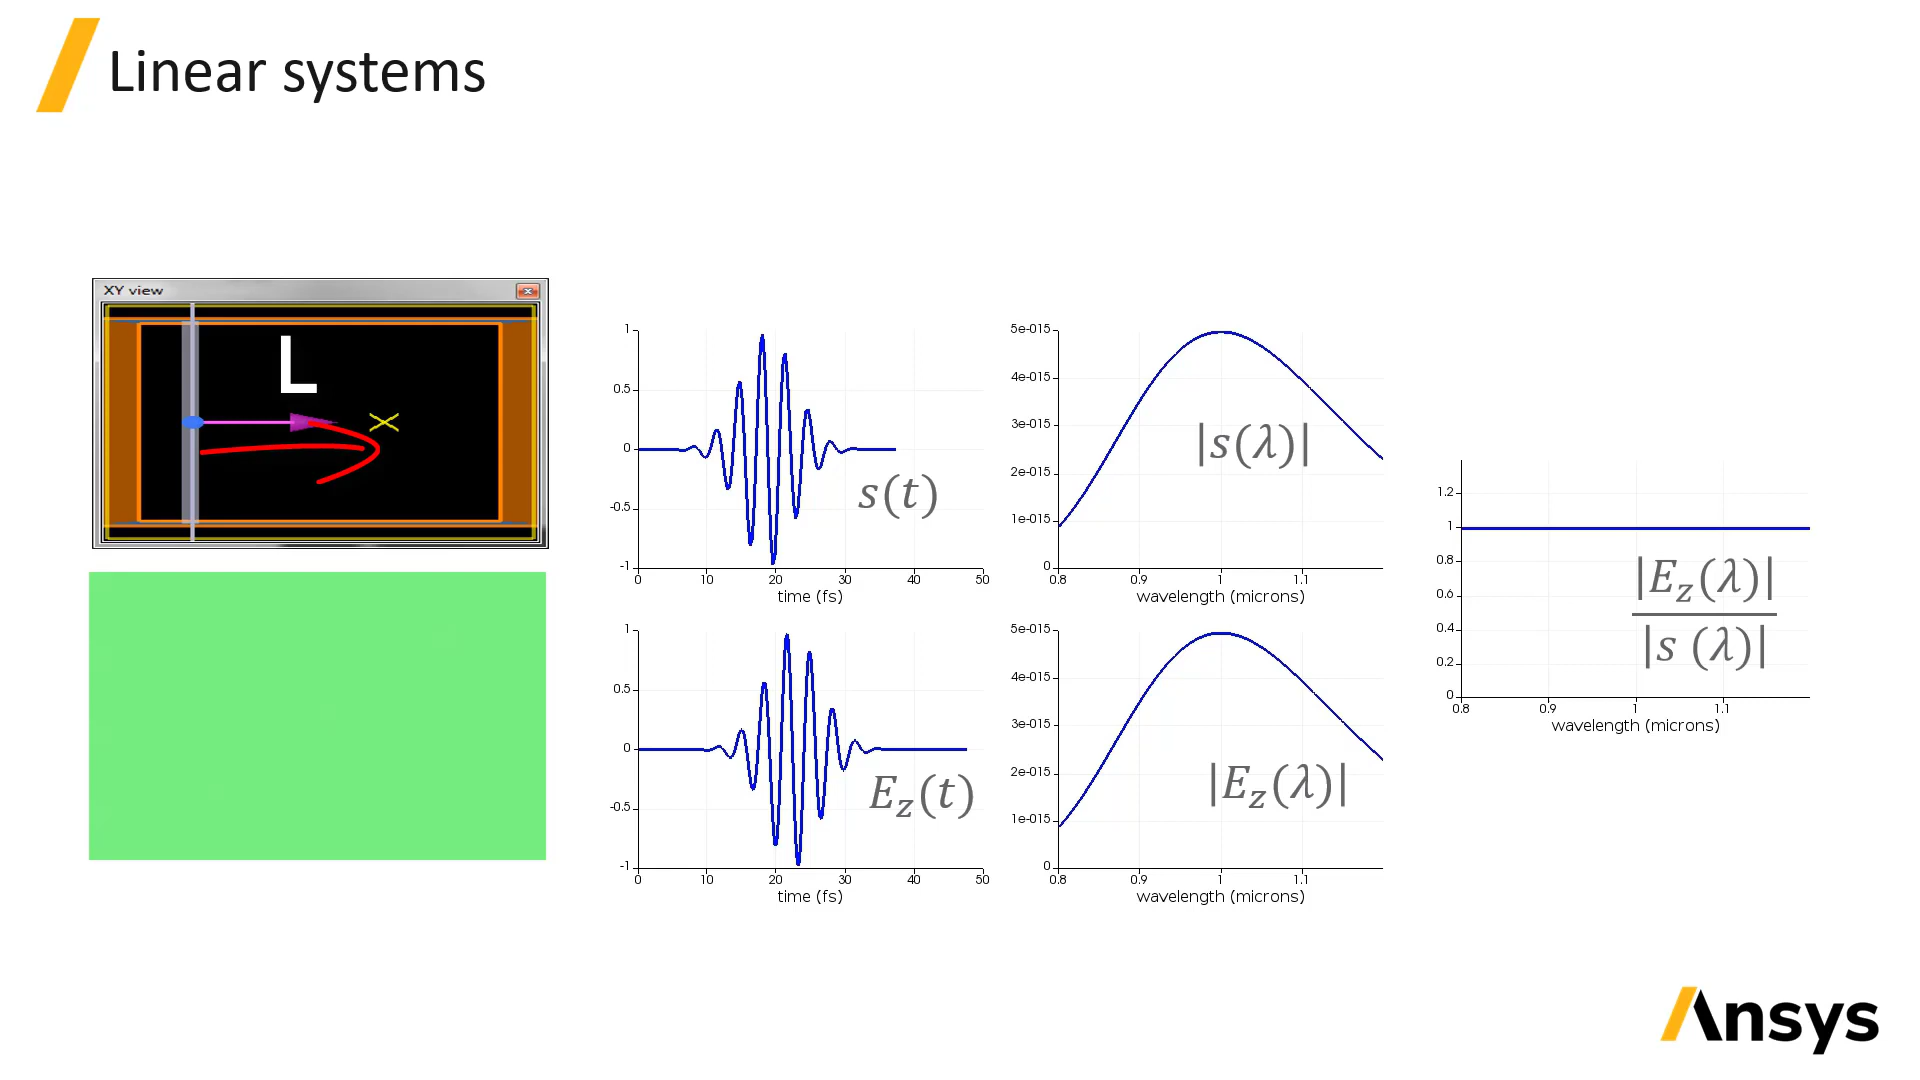 Linear systems
XY view
L
1
0.5
0
-0.5
-1
0 10 20 30 40 50
time (fs)
s(t)
5e-015
4e-015
3e-015
2e-015
1e-015
0
0.8 0.9 1 1.1
wavelength (microns)
|s(λ)|
1
0.5
0
-0.5
-1
0 10 20 30 40 50
time (fs)
E_z(t)
5e-015
4e-015
3e-015
2e-015
1e-015
0
0.8 0.9 1 1.1
wavelength (microns)
|E_z(λ)|
1.2
1
0.8
0.6
0.4
0.2
0
0.8 0.9 1 1.1
wavelength (microns)
|E_z(λ)|
|s (λ)|
Ansys